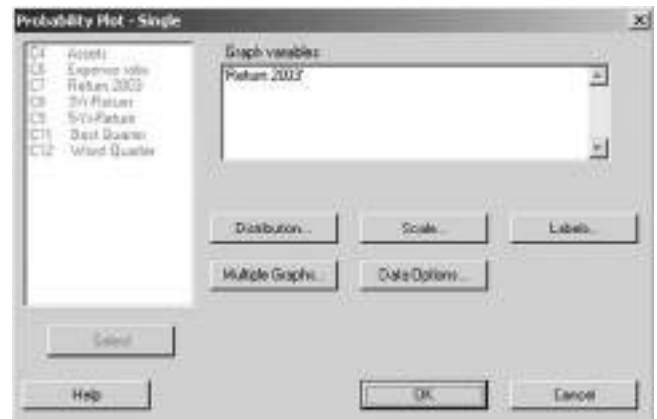 Probability Plot - Single
C4 Assets
C6 Expense ratio
C7 Return 2003
C8 3-Yr-Return
C9 5-Yr-Return
C11 Best Quarter
C12 Worst Quarter
Graph variables:
'Return 2003'
Distribution...
Scale...
Labels...
Multiple Graphs...
Data Options...
Select
Help
OK
Cancel